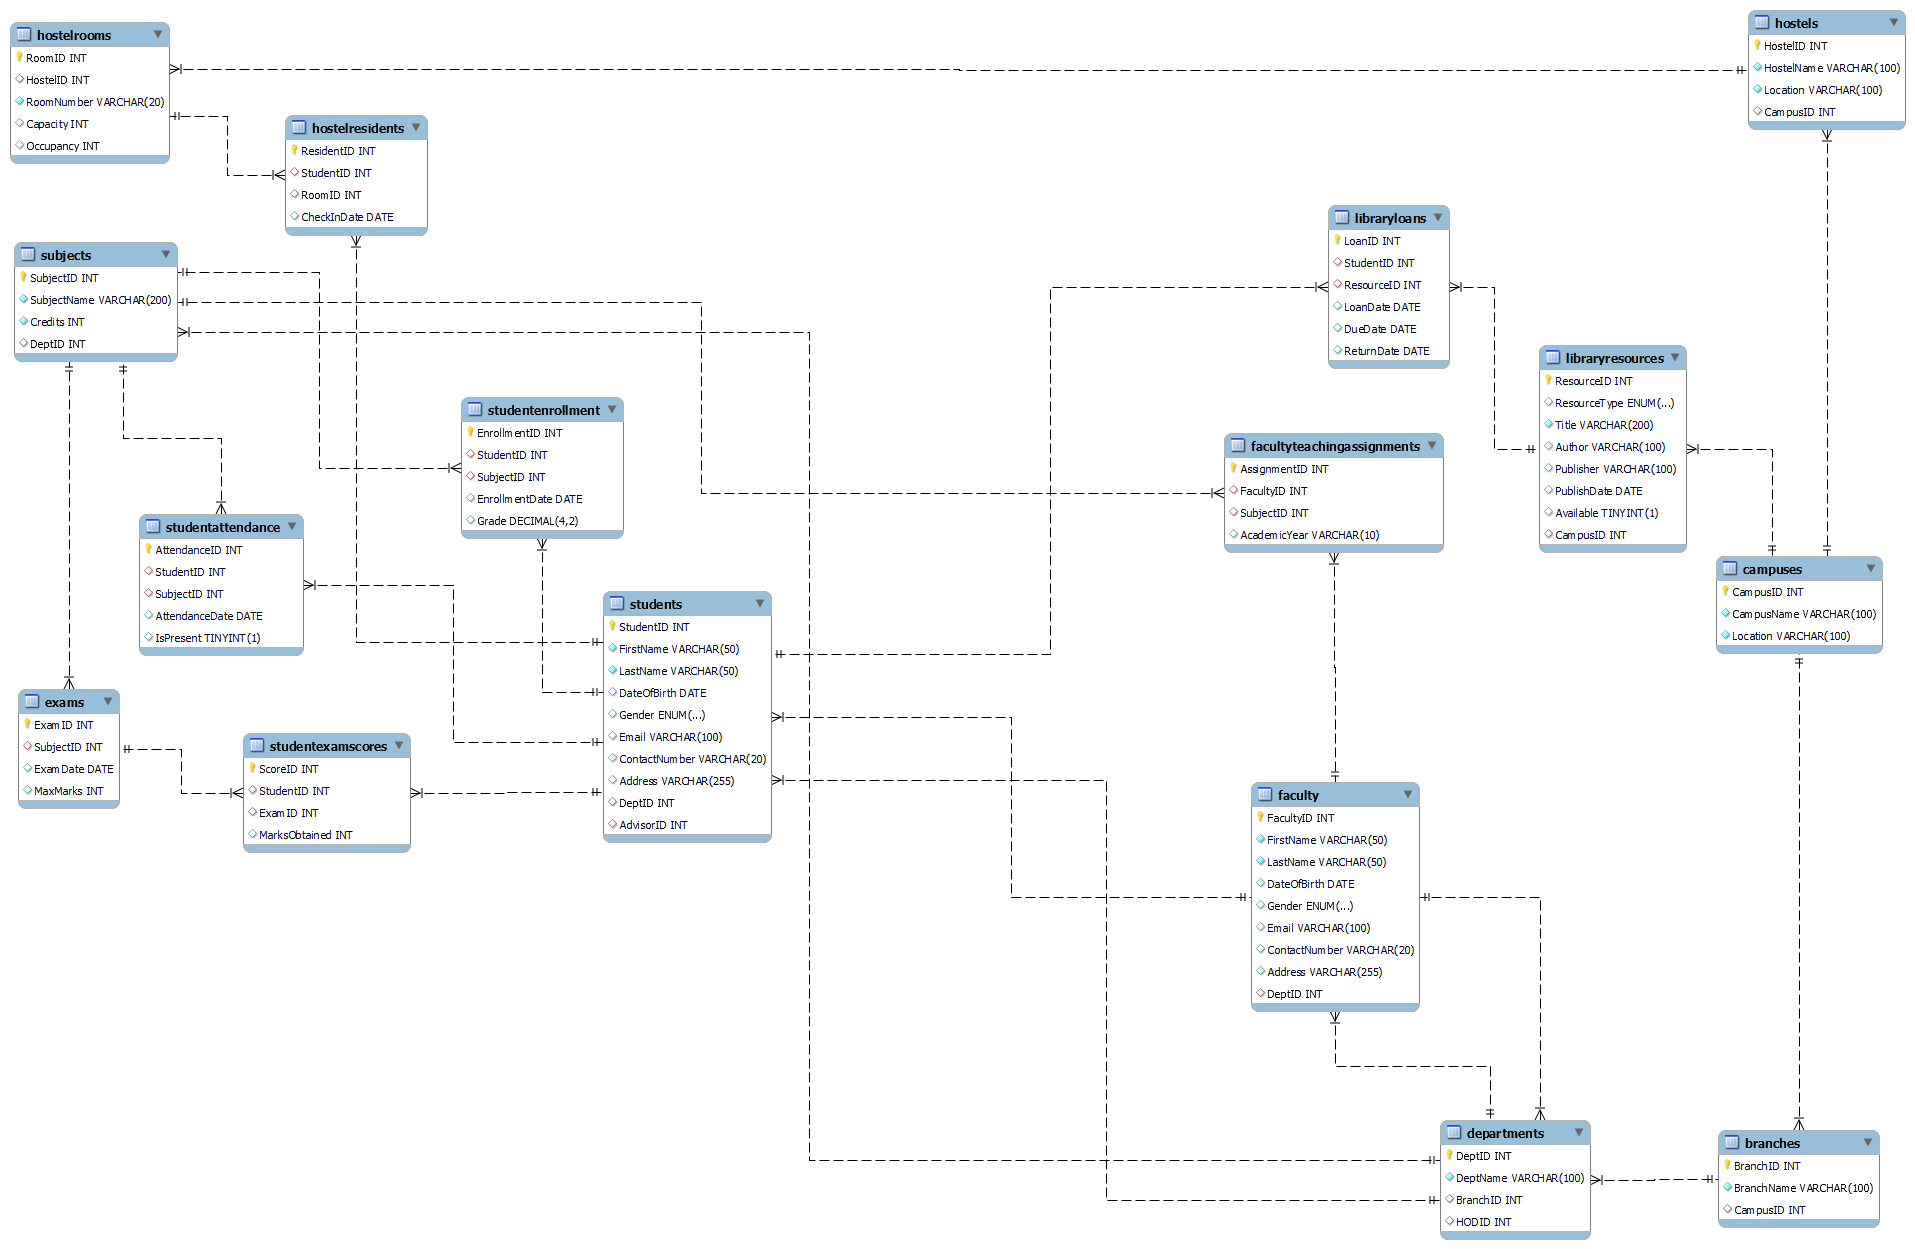 hostelrooms
RoomID INT
HostelID INT
RoomNumber VARCHAR(20)
Capacity INT
Occupancy INT
hostels
HostelID INT
HostelName VARCHAR(100)
Location VARCHAR(100)
CampusID INT
hostelresidents
ResidentID INT
StudentID INT
RoomID INT
CheckInDate DATE
libraryloans
LoanID INT
StudentID INT
ResourceID INT
LoanDate DATE
DueDate DATE
ReturnDate DATE
subjects
SubjectID INT
SubjectName VARCHAR(200)
Credits INT
DeptID INT
libraryresources
ResourceID INT
ResourceType ENUM(...)
Title VARCHAR(200)
Author VARCHAR(100)
Publisher VARCHAR(100)
PublishDate DATE
Available TINYINT(1)
CampusID INT
studentenrollment
EnrollmentID INT
StudentID INT
SubjectID INT
EnrollmentDate DATE
Grade DECIMAL(4,2)
facultyteachingassignments
AssignmentID INT
FacultyID INT
SubjectID INT
AcademicYear VARCHAR(10)
studentattendance
AttendanceID INT
StudentID INT
SubjectID INT
AttendanceDate DATE
IsPresent TINYINT(1)
campuses
CampusID INT
CampusName VARCHAR(100)
Location VARCHAR(100)
students
StudentID INT
FirstName VARCHAR(50)
LastName VARCHAR(50)
DateOfBirth DATE
Gender ENUM(...)
Email VARCHAR(100)
ContactNumber VARCHAR(20)
Address VARCHAR(255)
DeptID INT
AdvisorID INT
exams
ExamID INT
SubjectID INT
ExamDate DATE
MaxMarks INT
studentexamscores
ScoreID INT
StudentID INT
ExamID INT
MarksObtained INT
faculty
FacultyID INT
FirstName VARCHAR(50)
LastName VARCHAR(50)
DateOfBirth DATE
Gender ENUM(...)
Email VARCHAR(100)
ContactNumber VARCHAR(20)
Address VARCHAR(255)
DeptID INT
departments
DeptID INT
DeptName VARCHAR(100)
BranchID INT
HODID INT
branches
BranchID INT
BranchName VARCHAR(100)
CampusID INT